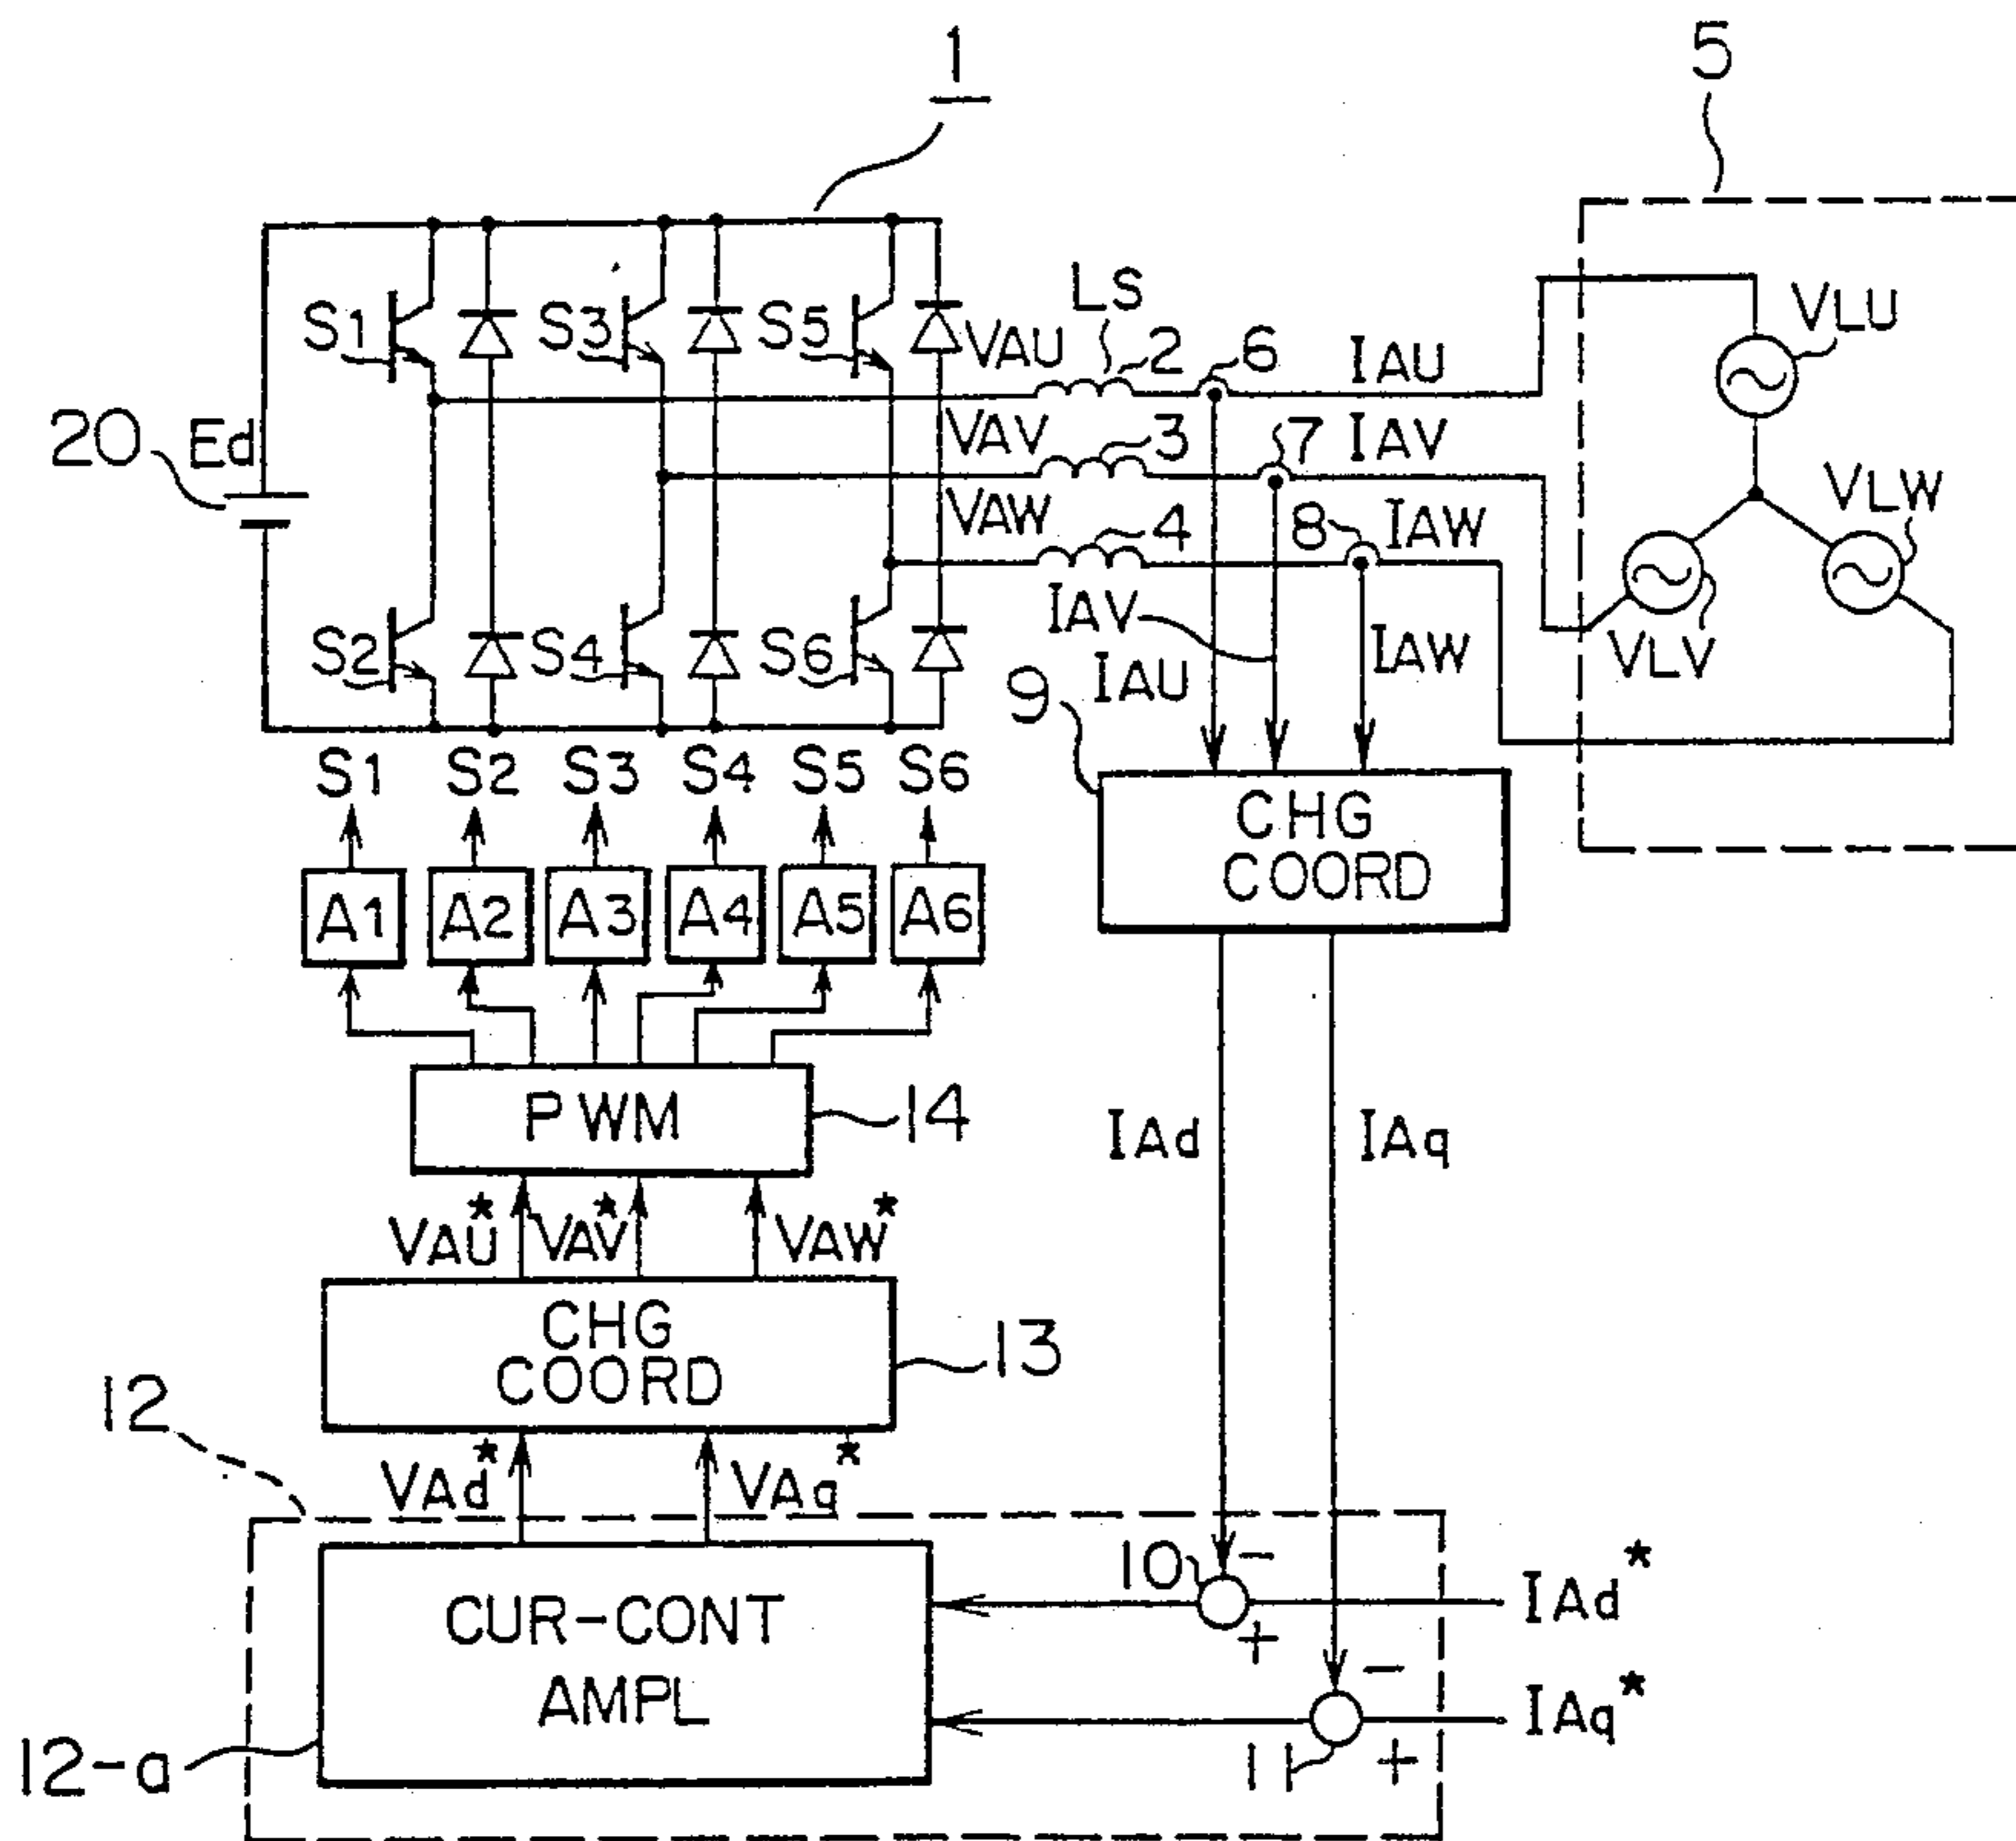 1
5
LS
S1
S3
S5
VAU
2
6
IAU
VLU
20
Ed
VAV
3
7
IAV
VLW
VAW
4
8
IAW
S2
S4
S6
IAV
IAU
IAW
VLV
9
S1 S2 S3 S4 S5 S6
CHG
COORD
A1 A2 A3 A4 A5 A6
PWM
14
IAd
IAq
VAU* VAV* VAW*
CHG
COORD
13
12
VAd*
VAq*
10
-
+
IAd*
CUR-CONT
AMPL
-
IAq*
11
+
12-a